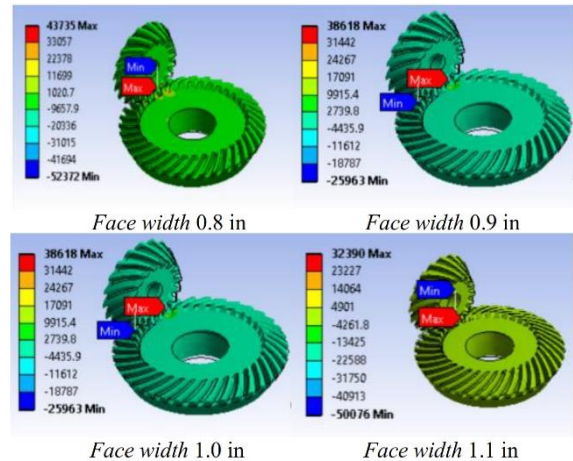 43735 Max
33057
22378
11699
1020.7
-9657.9
-20336
-31015
-41694
-52372 Min
Min
Max
Face width 0.8 in
38618 Max
31442
24267
17091
9915.4
2739.8
-4435.9
-11612
-18787
-25963 Min
Max
Min
Face width 0.9 in
38618 Max
31442
24267
17091
9915.4
2739.8
-4435.9
-11612
-18787
-25963 Min
Max
Min
Face width 1.0 in
32390 Max
23227
14064
4901
-4261.8
-13425
-22588
-31750
-40913
-50076 Min
Min
Max
Face width 1.1 in